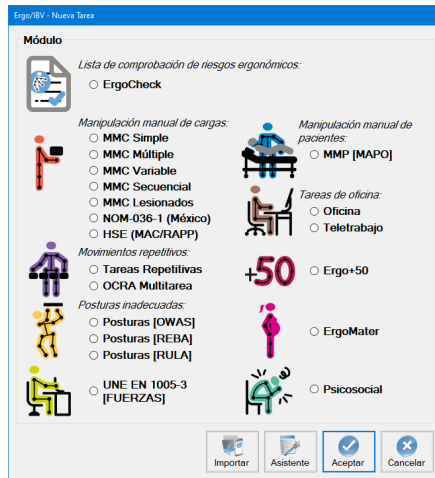 Ergo/IBV - Nueva Tarea
Módulo
Lista de comprobación de riesgos ergonómicos:
ErgoCheck
Manipulación manual de cargas:
MMC Simple
MMC Múltiple
MMC Variable
MMC Secuencial
MMC Lesionados
NOM-036-1 (México)
HSE (MAC/RAPP)
Movimientos repetitivos:
Tareas Repetitivas
OCRA Multitarea
Posturas inadecuadas:
Posturas [OWAS]
Posturas [REBA]
Posturas [RULA]
UNE EN 1005-3
[FUERZAS]
Manipulación manual de
pacientes:
MMP [MAPO]
Tareas de oficina:
Oficina
Teletrabajo
+50
Ergo+50
ErgoMater
Psicosocial
Importar
Asistente
Aceptar
Cancelar